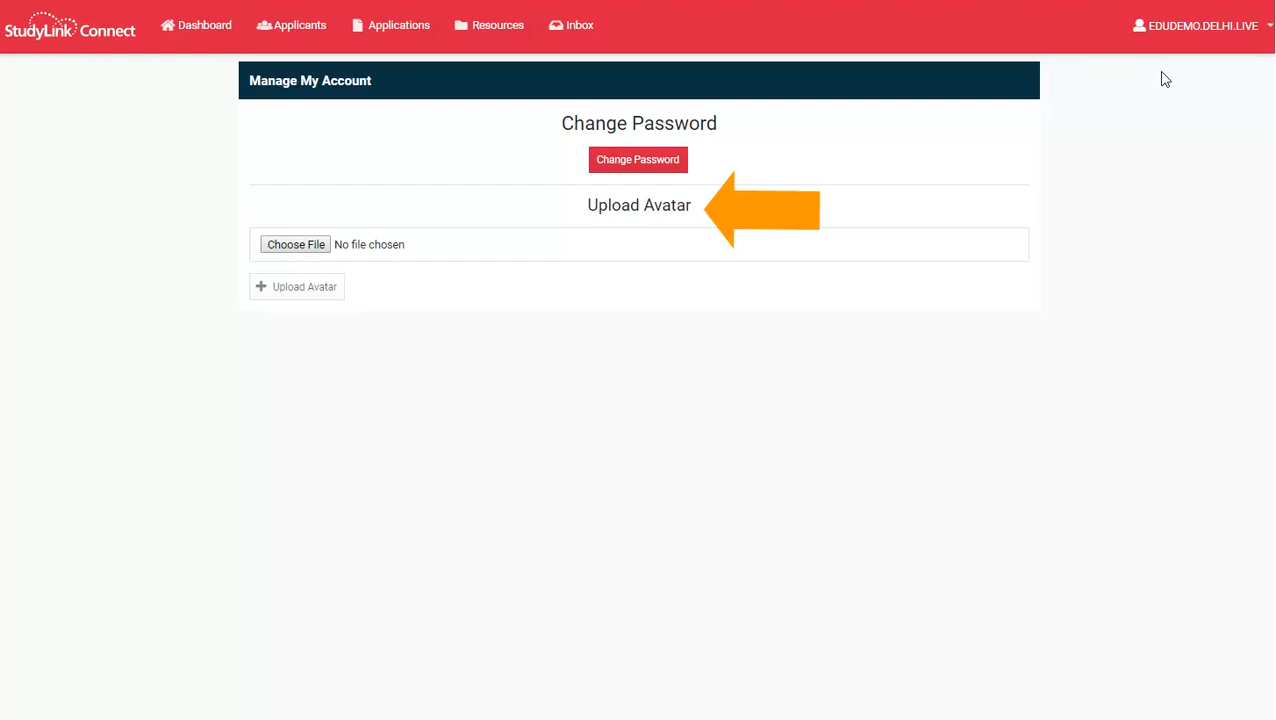 StudyLink Connect Dashboard Applicants Applications Resources Inbox EDUDEMO.DELHI.LIVE
Manage My Account
Change Password
Change Password
Upload Avatar
Choose File No file chosen
Upload Avatar